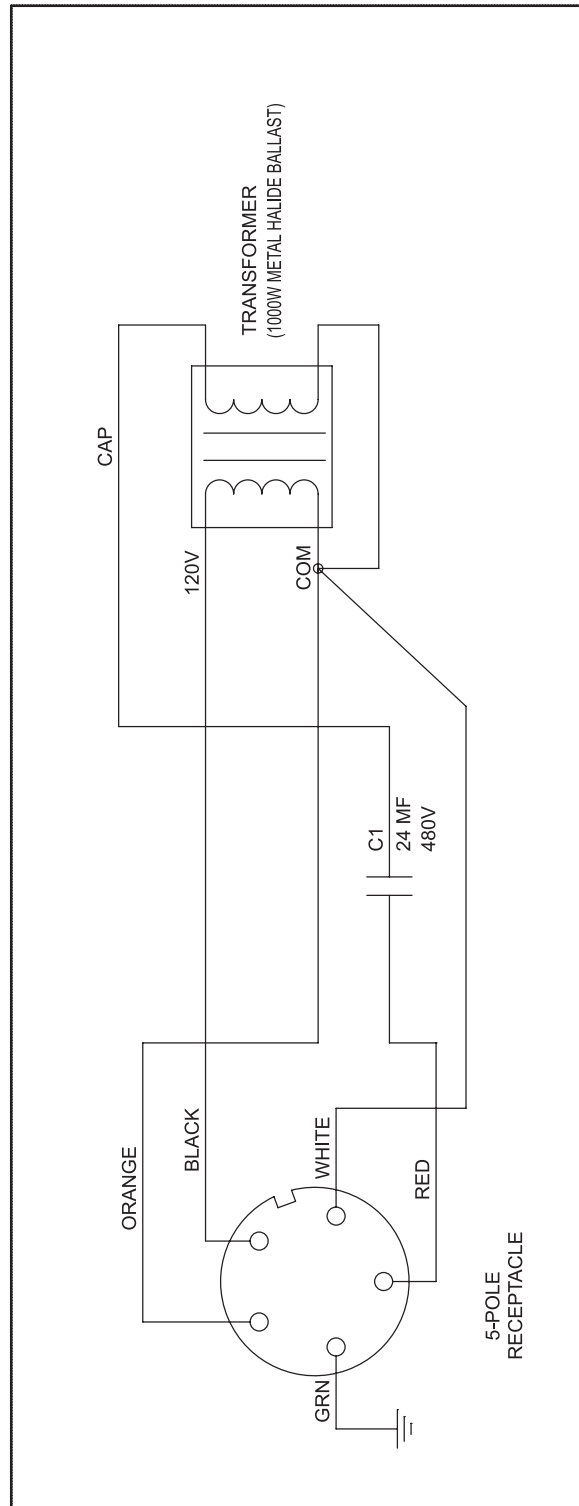 ORANGE
BLACK
GRN
WHITE
RED
5-POLE
RECEPTACLE
C1
24 MF
480V
CAP
120V
COM
TRANSFORMER
(1000W METAL HALIDE BALLAST)